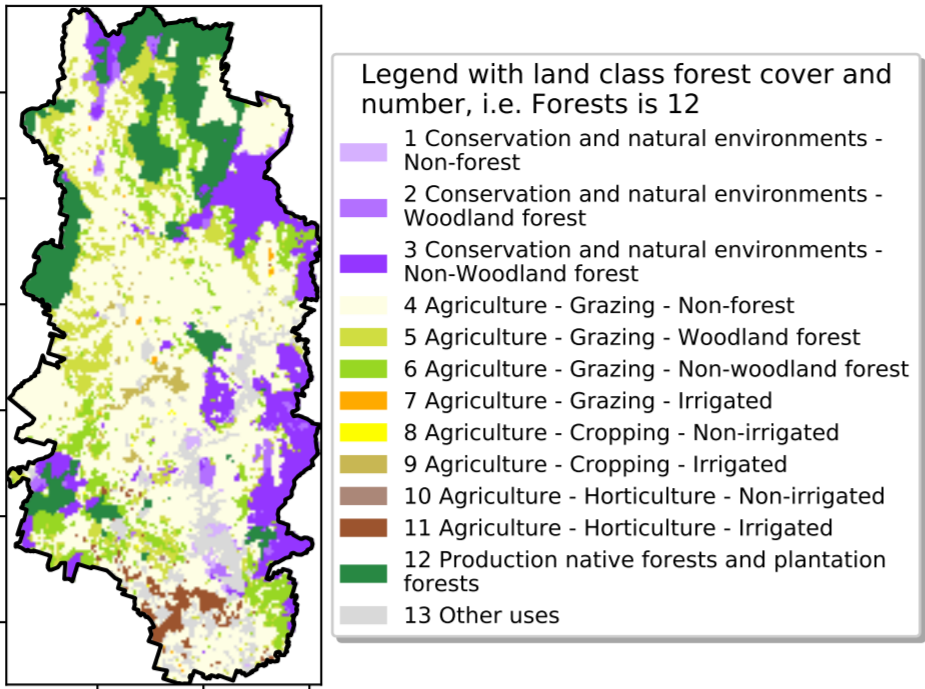 Legend with land class forest cover and
number, i.e. Forests is 12
1 Conservation and natural environments -
Non-forest
2 Conservation and natural environments -
Woodland forest
3 Conservation and natural environments -
Non-Woodland forest
4 Agriculture - Grazing - Non-forest
5 Agriculture - Grazing - Woodland forest
6 Agriculture - Grazing - Non-woodland forest
7 Agriculture - Grazing - Irrigated
8 Agriculture - Cropping - Non-irrigated
9 Agriculture - Cropping - Irrigated
10 Agriculture - Horticulture - Non-irrigated
11 Agriculture - Horticulture - Irrigated
12 Production native forests and plantation
forests
13 Other uses